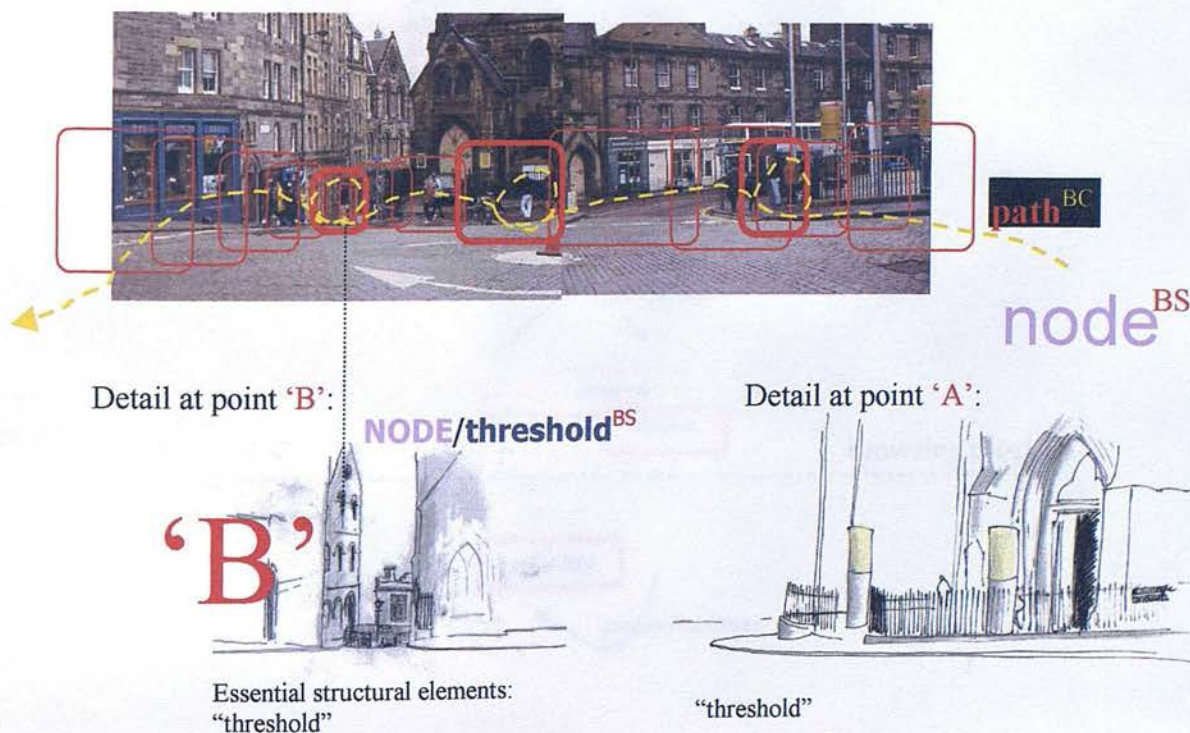 path BC
node BS
Detail at point ‘B’:
Detail at point ‘A’:
NODE/threshold BS
‘B’
Essential structural elements:
“threshold”
“threshold”